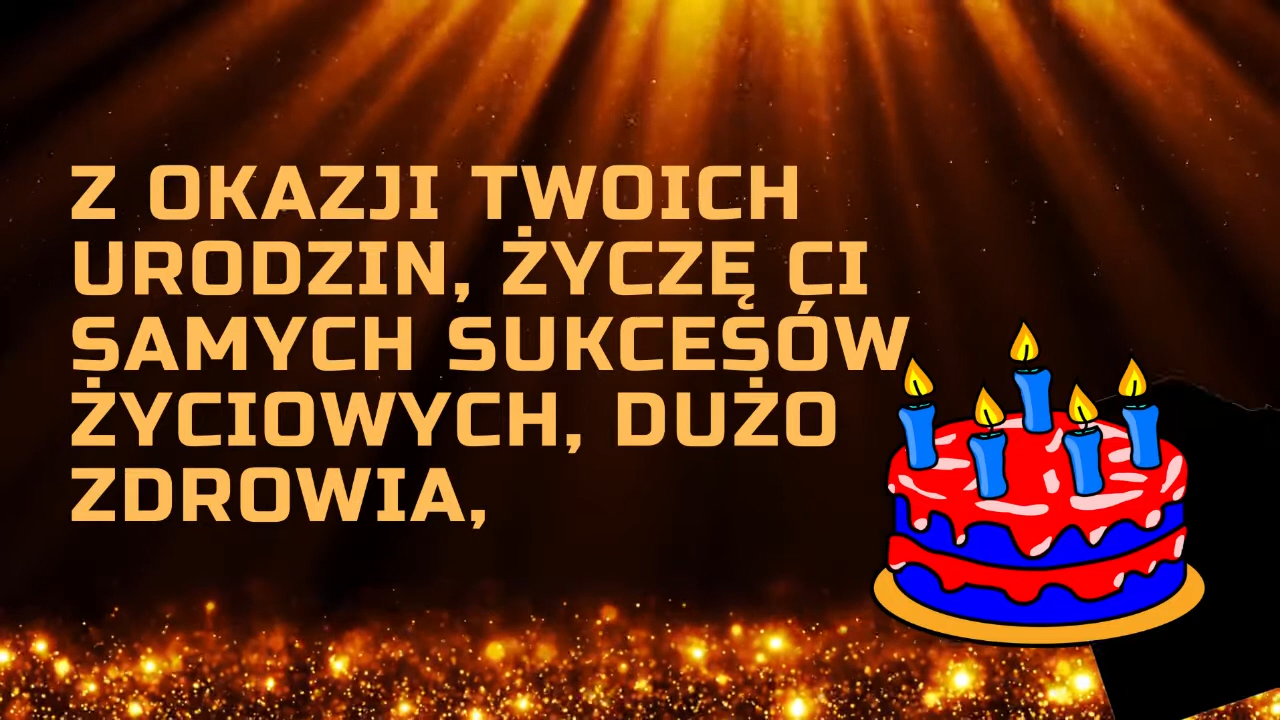 Z OKAZJI TWOICH
URODZIN, ŻYCZĘ CI
SAMYCH SUKCESÓW
ŻYCIOWYCH, DUŻO
ZDROWIA,